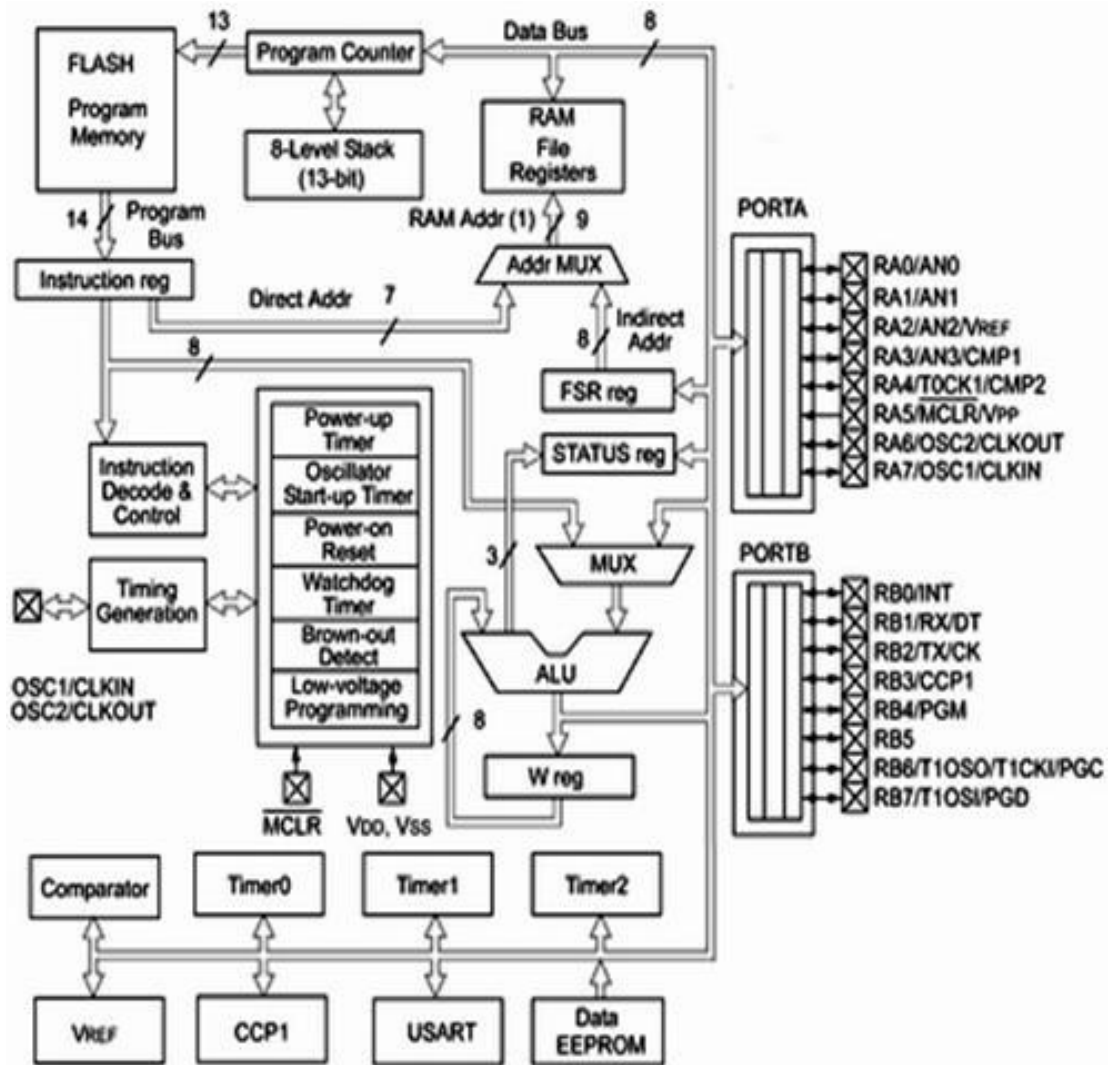 13
Data Bus
8
FLASH
Program
Memory
Program Counter
8-Level Stack
(13-bit)
RAM
File
Registers
14
Program
Bus
RAM Addr (1)
9
Instruction reg
Addr MUX
Direct Addr
7
Indirect
Addr
8
8
FSR reg
STATUS reg
Instruction
Decode &
Control
Timing
Generation
OSC1/CLKIN
OSC2/CLKOUT
Power-up
Timer
Oscillator
Start-up Timer
Power-on
Reset
Watchdog
Timer
Brown-out
Detect
Low-voltage
Programming
MCLR
VDD, VSS
3
MUX
ALU
8
W reg
PORTA
RA0/AN0
RA1/AN1
RA2/AN2/VREF
RA3/AN3/CMP1
RA4/T0CK1/CMP2
RA5/MCLR/VPP
RA6/OSC2/CLKOUT
RA7/OSC1/CLKIN
PORTB
RB0/INT
RB1/RX/DT
RB2/TX/CK
RB3/CCP1
RB4/PGM
RB5
RB6/T1OSO/T1CKI/PGC
RB7/T1OSI/PGD
Comparator
Timer0
Timer1
Timer2
VREF
CCP1
USART
Data
EEPROM